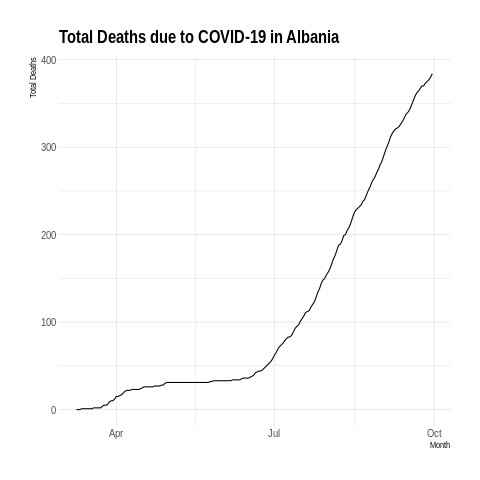 Total Deaths due to COVID-19 in Albania
Total Deaths
400
300
200
100
0
Apr
Jul
Oct
Month